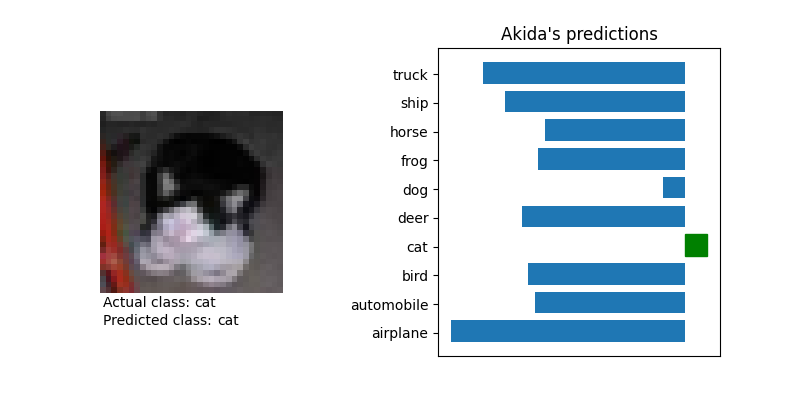 Akida's predictions
truck
ship
horse
frog
dog
deer
cat
bird
automobile
airplane
Actual class: cat
Predicted class: cat